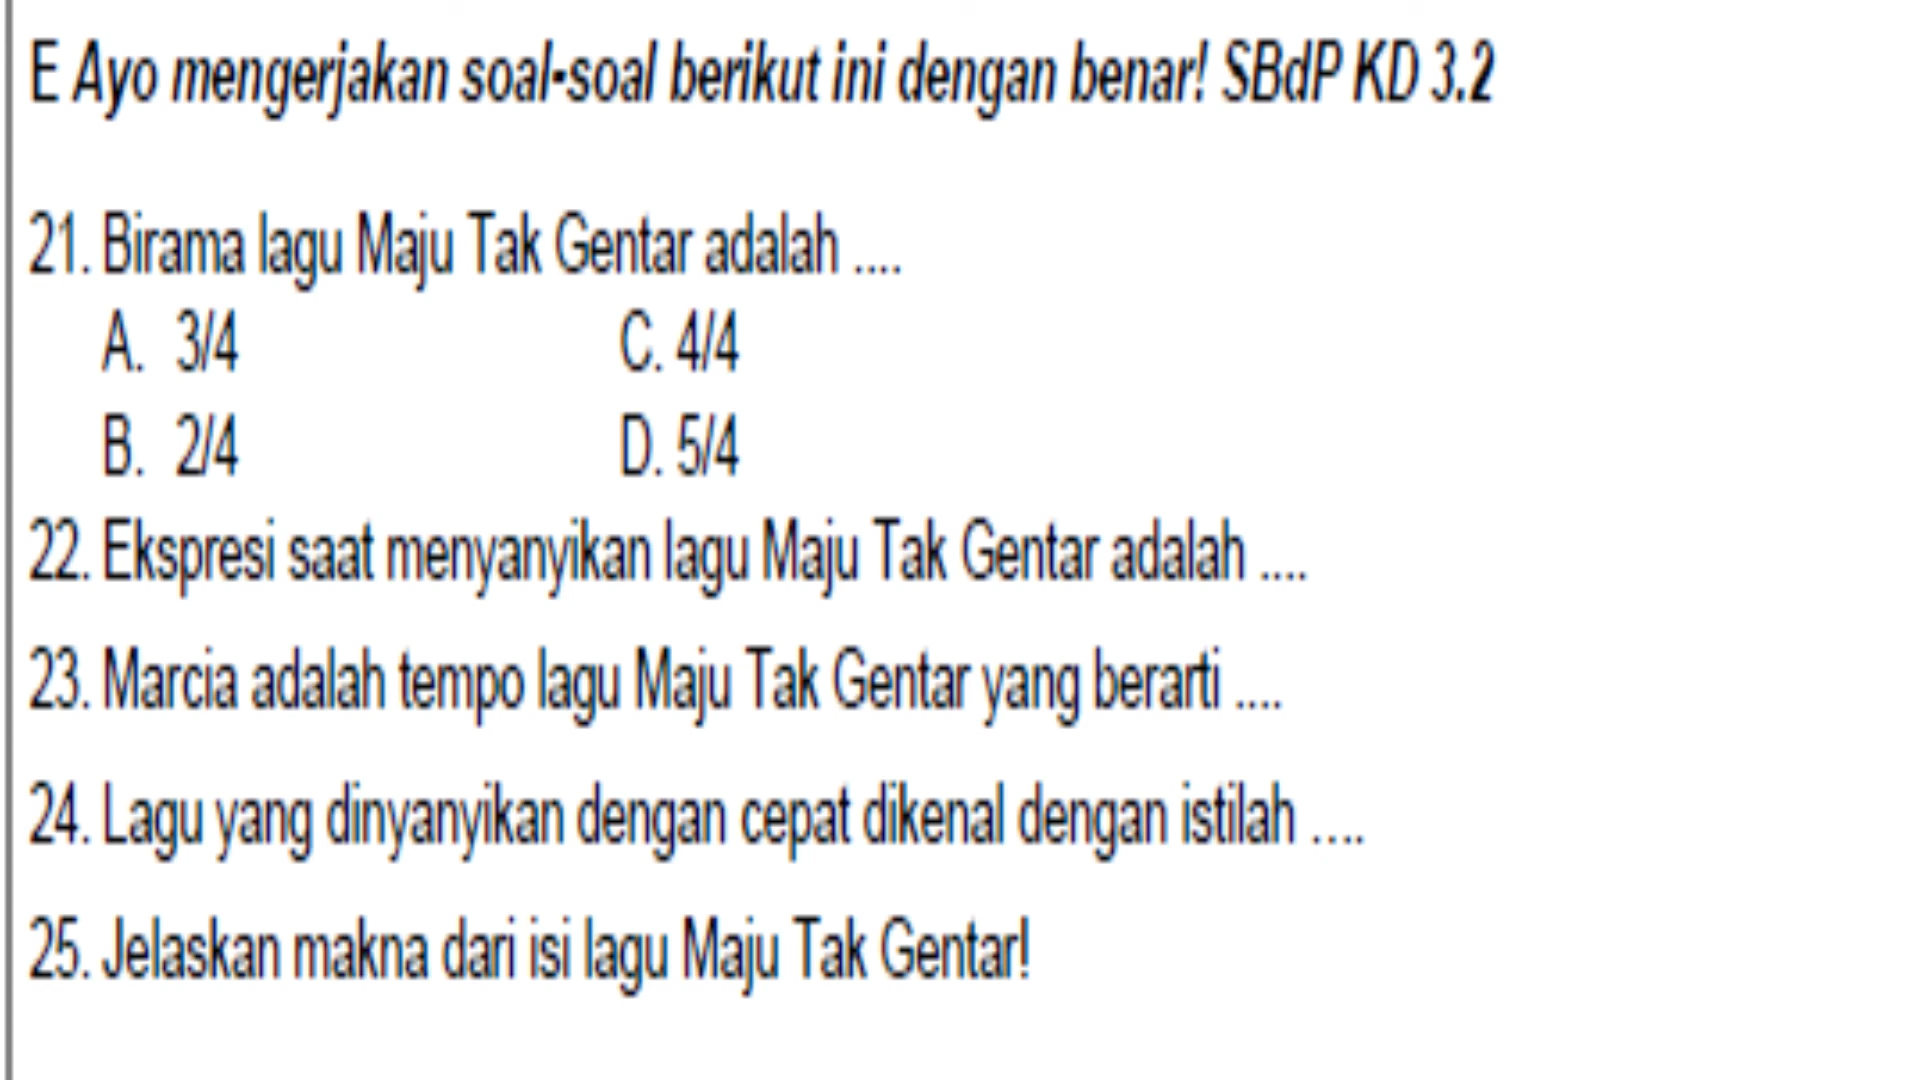 E Ayo mengerjakan soal-soal berikut ini dengan benar! SBdP KD 3.2
21. Birama lagu Maju Tak Gentar adalah ....
A. 3/4 C. 4/4
B. 2/4 D. 5/4
22. Ekspresi saat menyanyikan lagu Maju Tak Gentar adalah ....
23. Marcia adalah tempo lagu Maju Tak Gentar yang berarti ....
24. Lagu yang dinyanyikan dengan cepat dikenal dengan istilah ....
25. Jelaskan makna dari isi lagu Maju Tak Gentar!